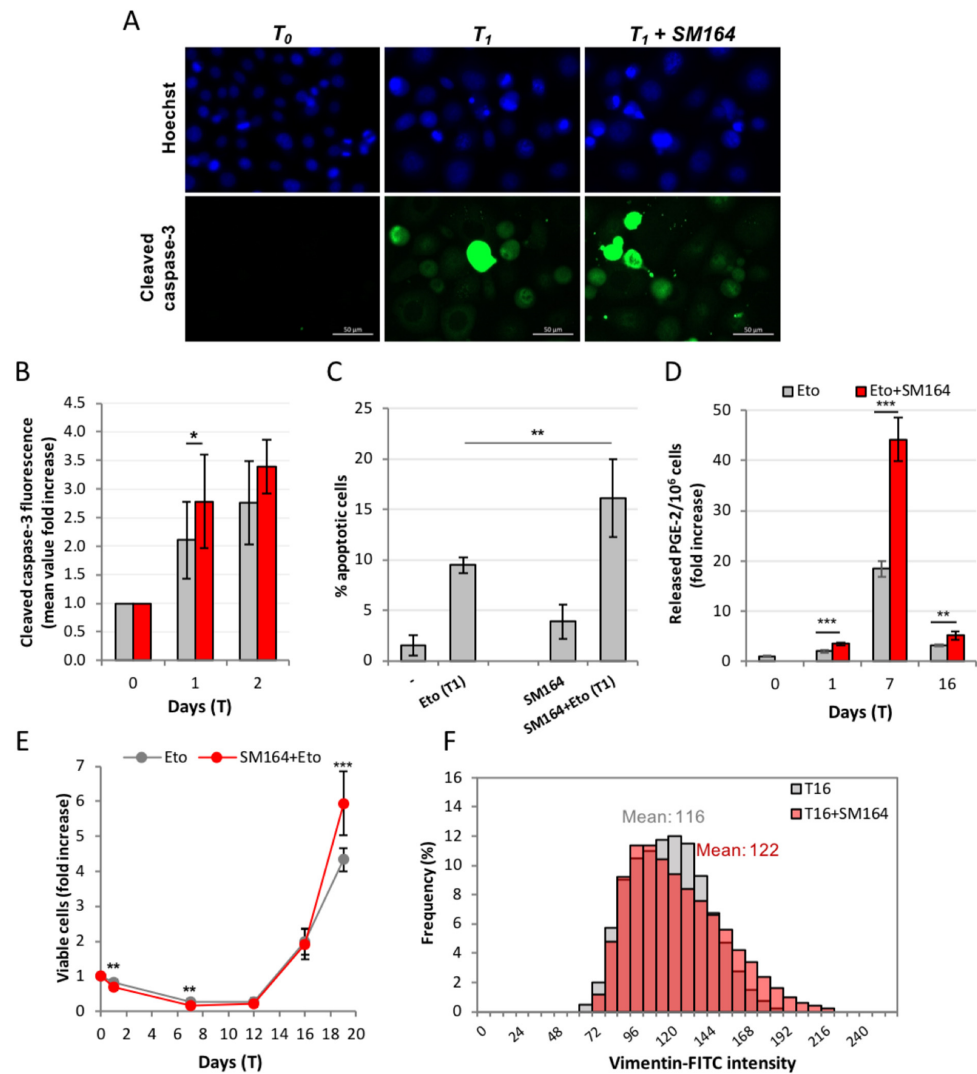 A
T0 T1 T1 + SM164
Hoechst
Cleaved
caspase-3
50 µm 50 µm
B
Cleaved caspase-3 fluorescence
(mean value fold increase)
4.5
4.0
3.5
3.0
2.5
2.0
1.5
1.0
0.5
0.0
*
0 1 2
Days (T)
C
% apoptotic cells
25
20
15
10
5
0
**
- Eto (T1) SM164 SM164+Eto (T1)
D
Eto Eto+SM164
Released PGE-2/10⁶ cells
(fold increase)
50
40
30
20
10
0
*** *** **
0 1 7 16
Days (T)
E
Eto SM164+Eto
Viable cells (fold increase)
7
6
5
4
3
2
1
0
** ** ***
0 2 4 6 8 10 12 14 16 18 20
Days (T)
F
T16
T16+SM164
Mean: 116
Mean: 122
Frequency (%)
16
14
12
10
8
6
4
2
0
0 24 48 72 96 120 144 168 192 216 240
Vimentin-FITC intensity